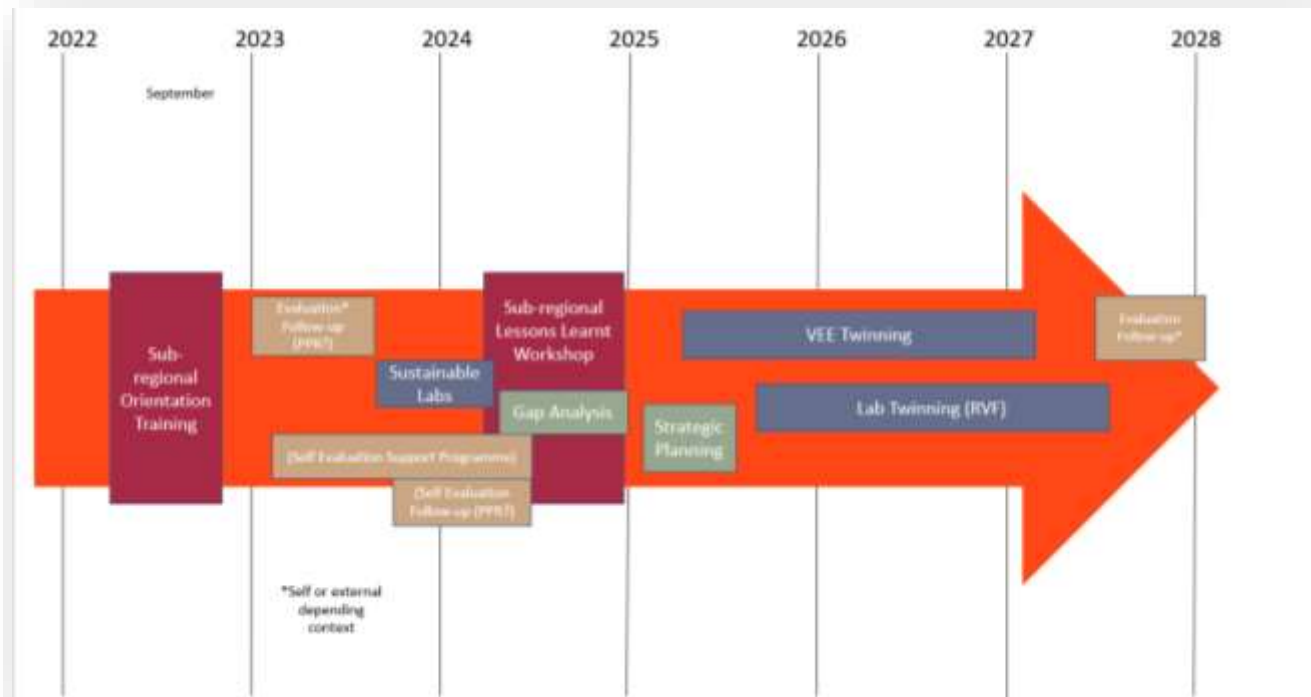 2022
2023
2024
2025
2026
2027
2028
September
Sub-
regional
Orientation
Training
Evaluation*
Follow-up
(PPR?)
Sustainable
Labs
(Self Evaluation Support Programme)
(Self Evaluation
Follow-up (PPR?)
Sub-regional
Lessons Learnt
Workshop
Gap Analysis
Strategic
Planning
VEE Twinning
Lab Twinning (RVF)
Evaluation
Follow-up*
*Self or external
depending
context